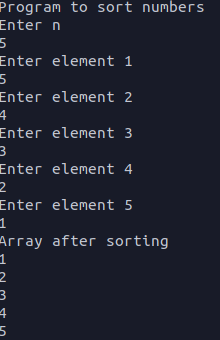 Program to sort numbers
Enter n
5
Enter element 1
5
Enter element 2
4
Enter element 3
3
Enter element 4
2
Enter element 5
1
Array after sorting
1
2
3
4
5